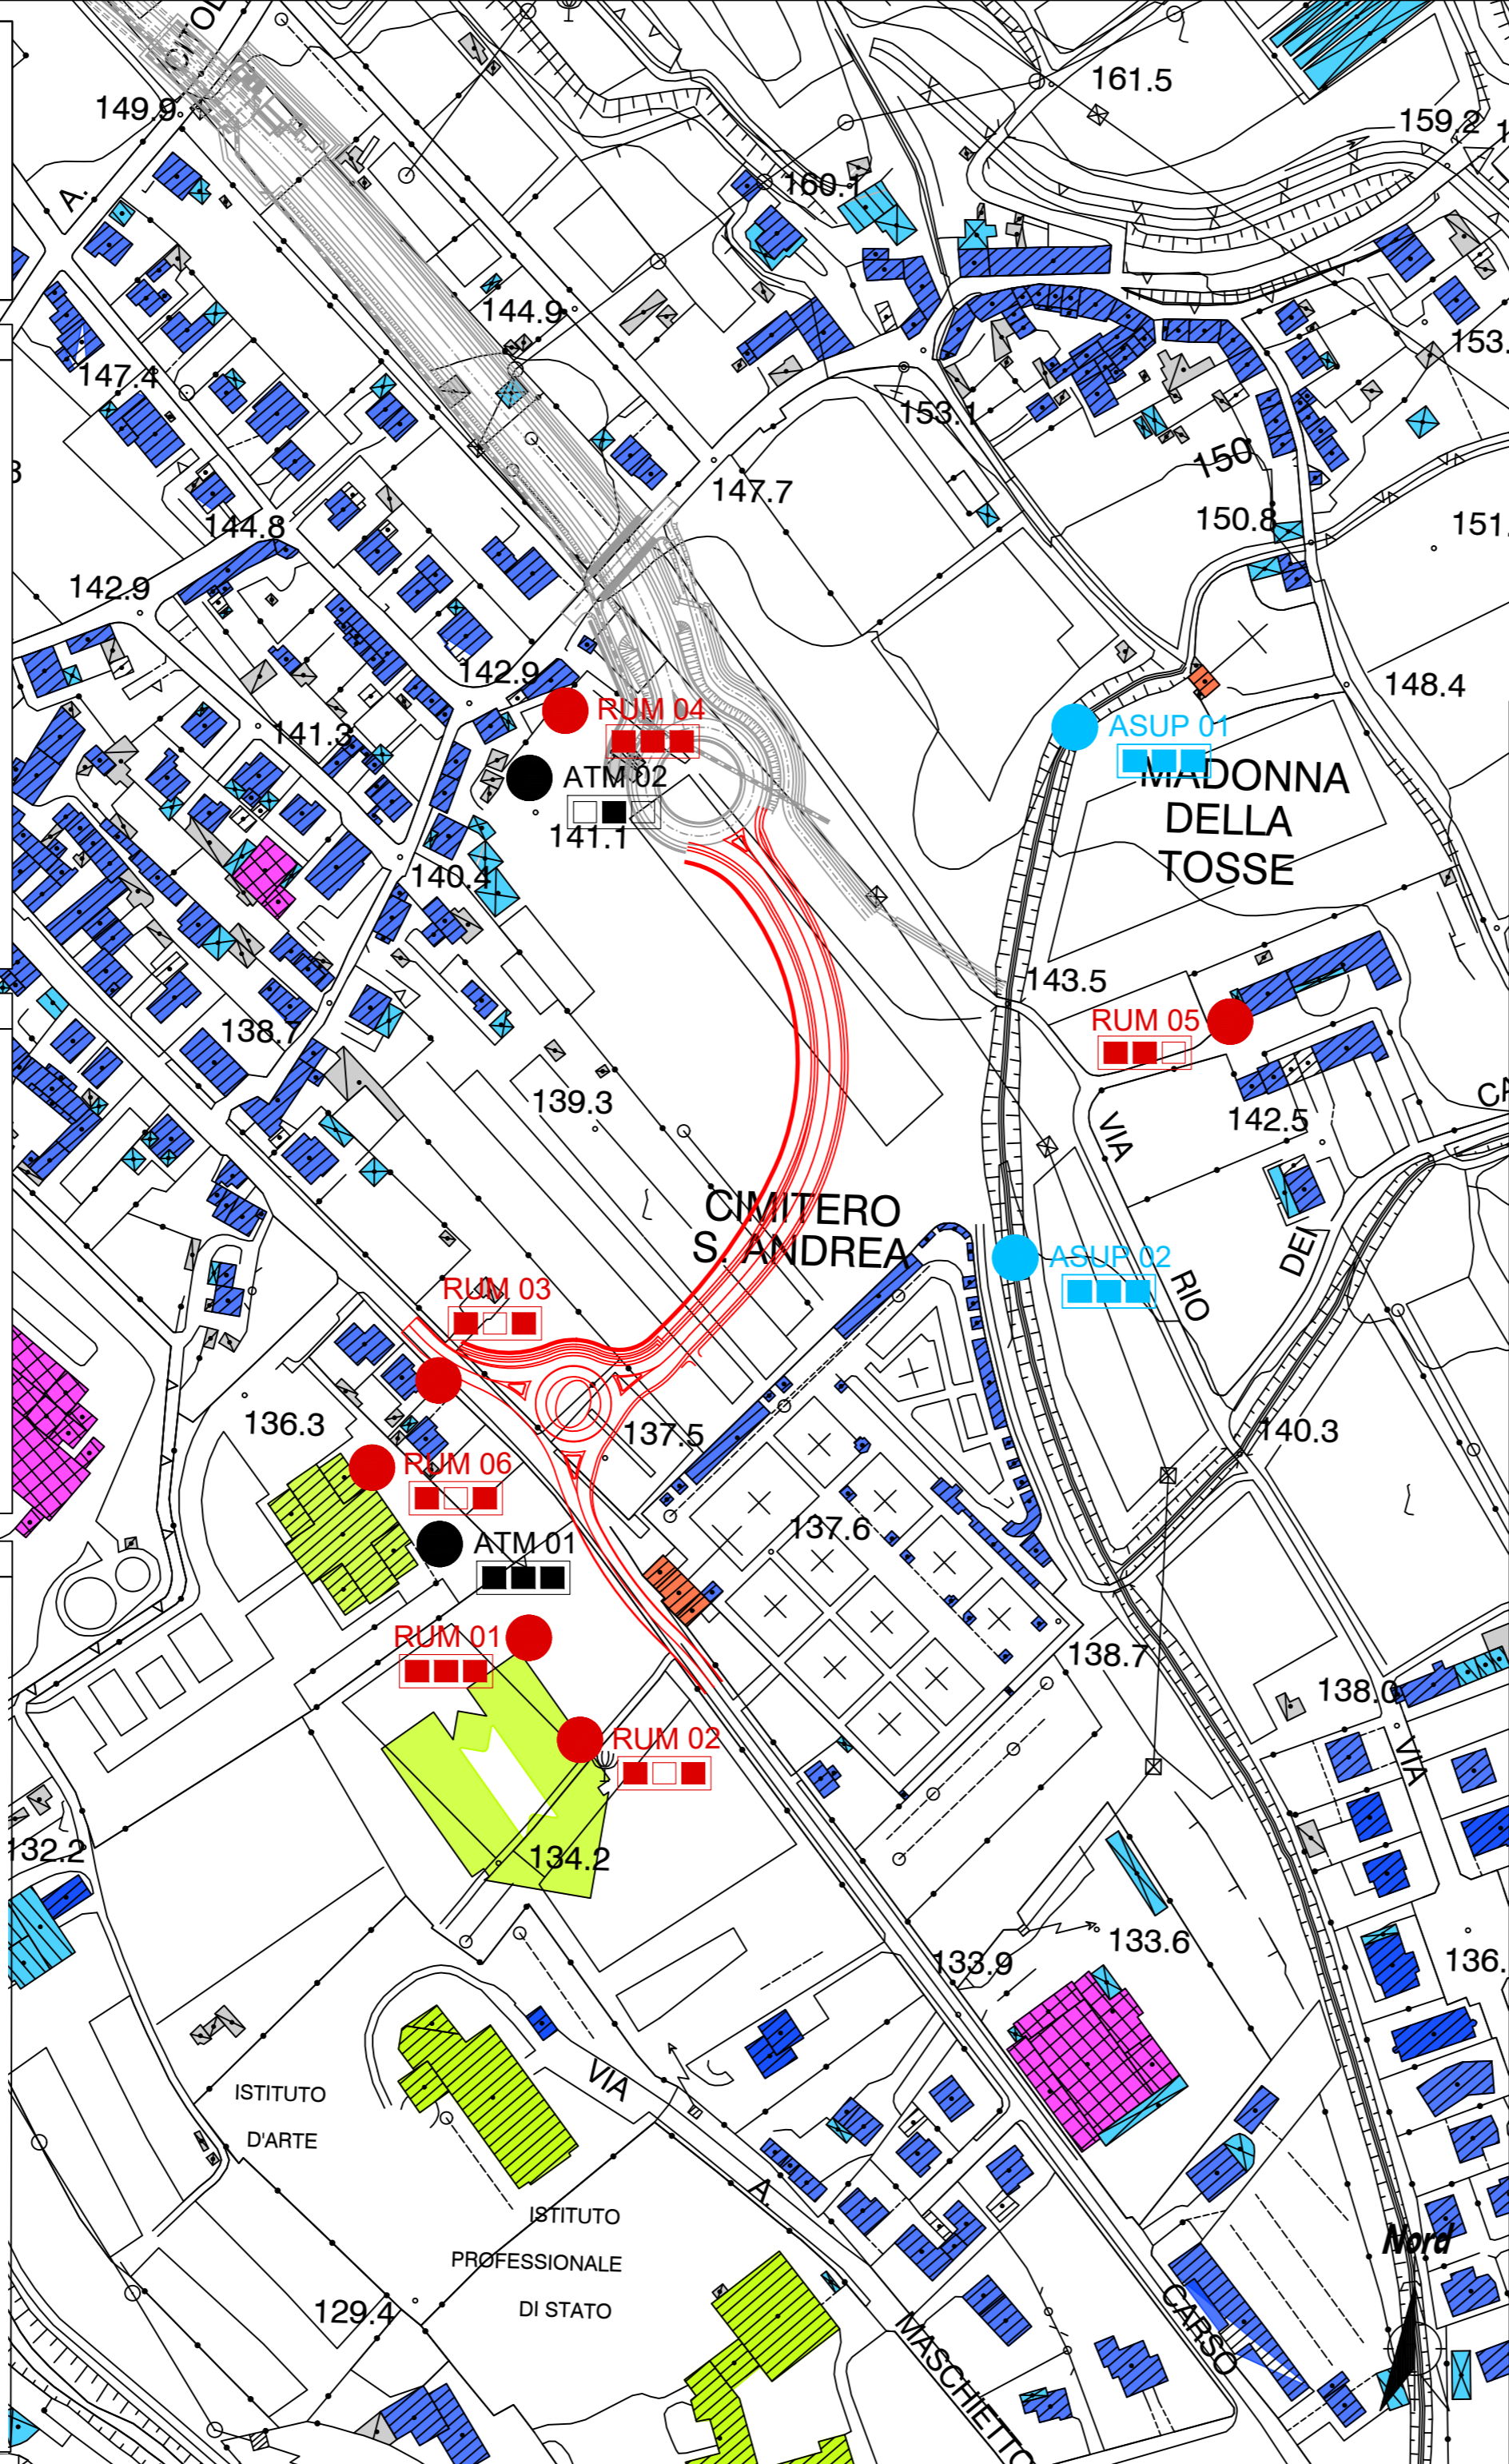 161.5
149.9
159.2
A.
160.1
144.9
147.4
153.1
150
147.7
150.8
144.8
142.9
142.9
148.4
RUM 04
ASUP 01
141.3
ATM 02
MADONNA
DELLA
TOSSE
141.1
140.4
143.5
RUM 05
138.7
139.3
142.5
VIA
CIMITERO
S. ANDREA
DEI
ASUP 02
RIO
RUM 03
136.3
137.5
140.3
RUM 06
137.6
ATM 01
RUM 01
138.7
138.0
RUM 02
VIA
132.2
134.2
133.6
133.9
136.
VIA
ISTITUTO
D'ARTE
A.
ISTITUTO
PROFESSIONALE
DI STATO
Nord
129.4
CARSO
MASCHIETTO